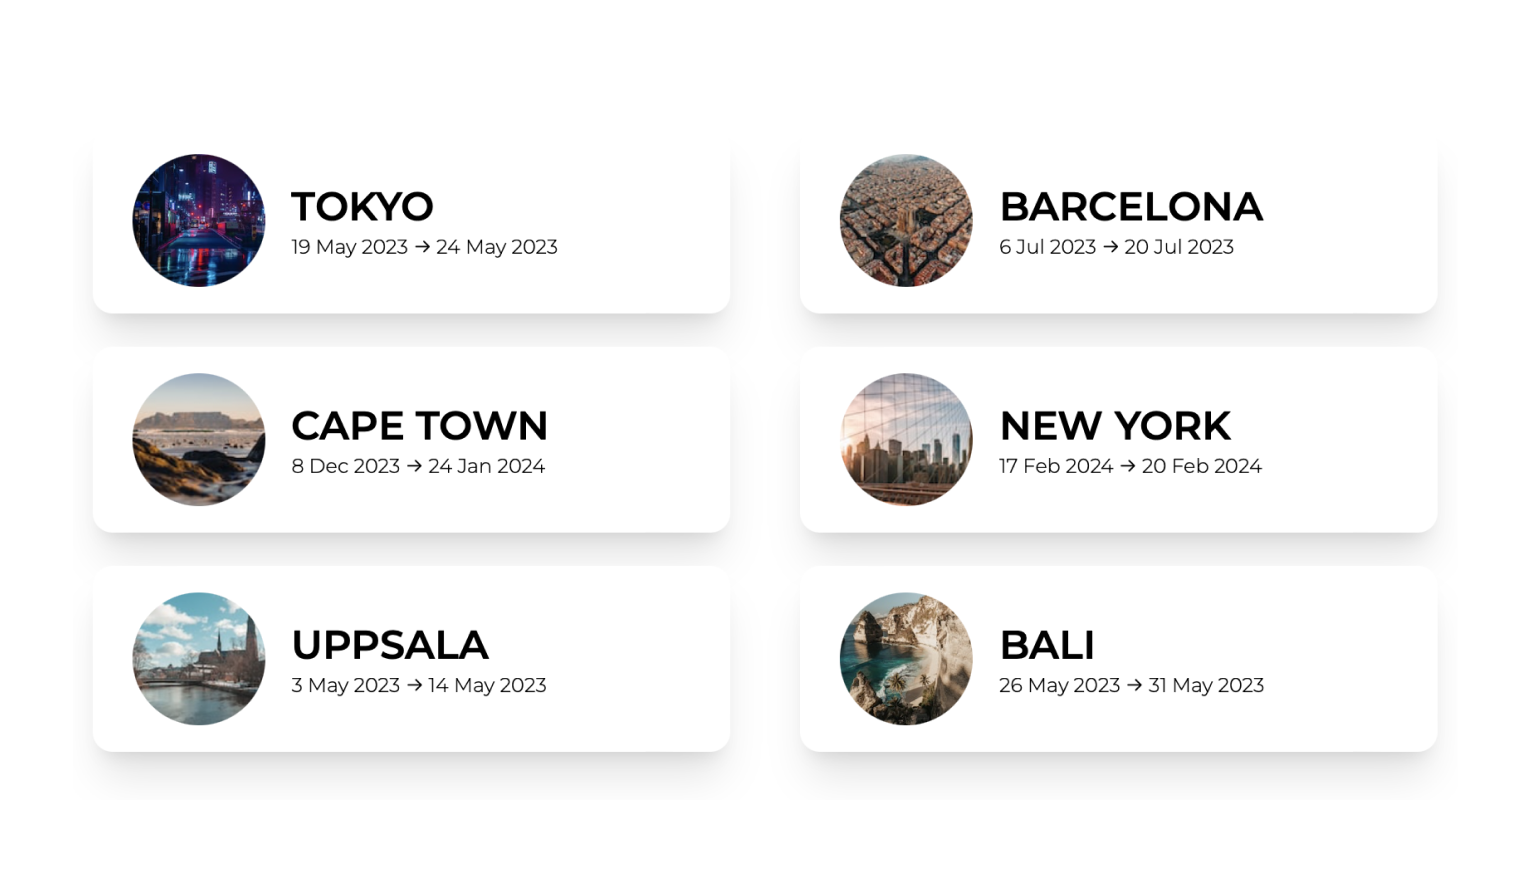 TOKYO
19 May 2023 → 24 May 2023
BARCELONA
6 Jul 2023 → 20 Jul 2023
CAPE TOWN
8 Dec 2023 → 24 Jan 2024
NEW YORK
17 Feb 2024 → 20 Feb 2024
UPPSALA
3 May 2023 → 14 May 2023
BALI
26 May 2023 → 31 May 2023